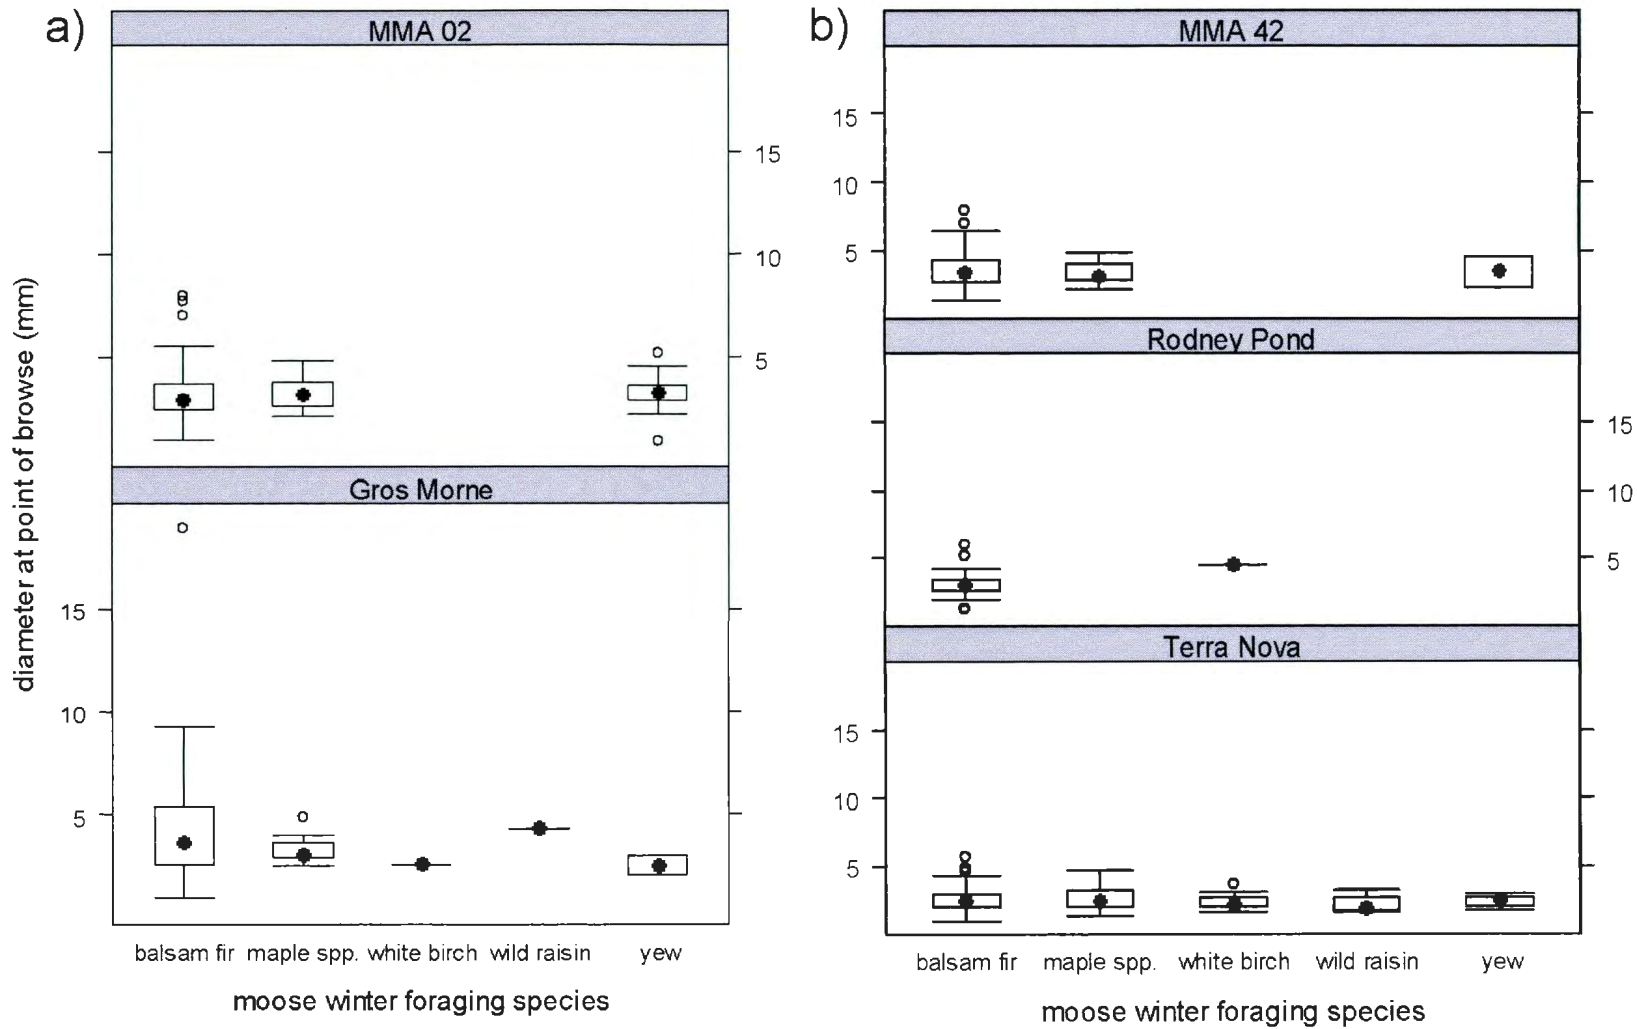 a)
MMA 02
15
10
5
Gros Morne
15
10
5
diameter at point of browse (mm)
balsam fir maple spp. white birch wild raisin yew
moose winter foraging species
b)
MMA 42
15
10
5
Rodney Pond
15
10
5
Terra Nova
15
10
5
balsam fir maple spp. white birch wild raisin yew
moose winter foraging species